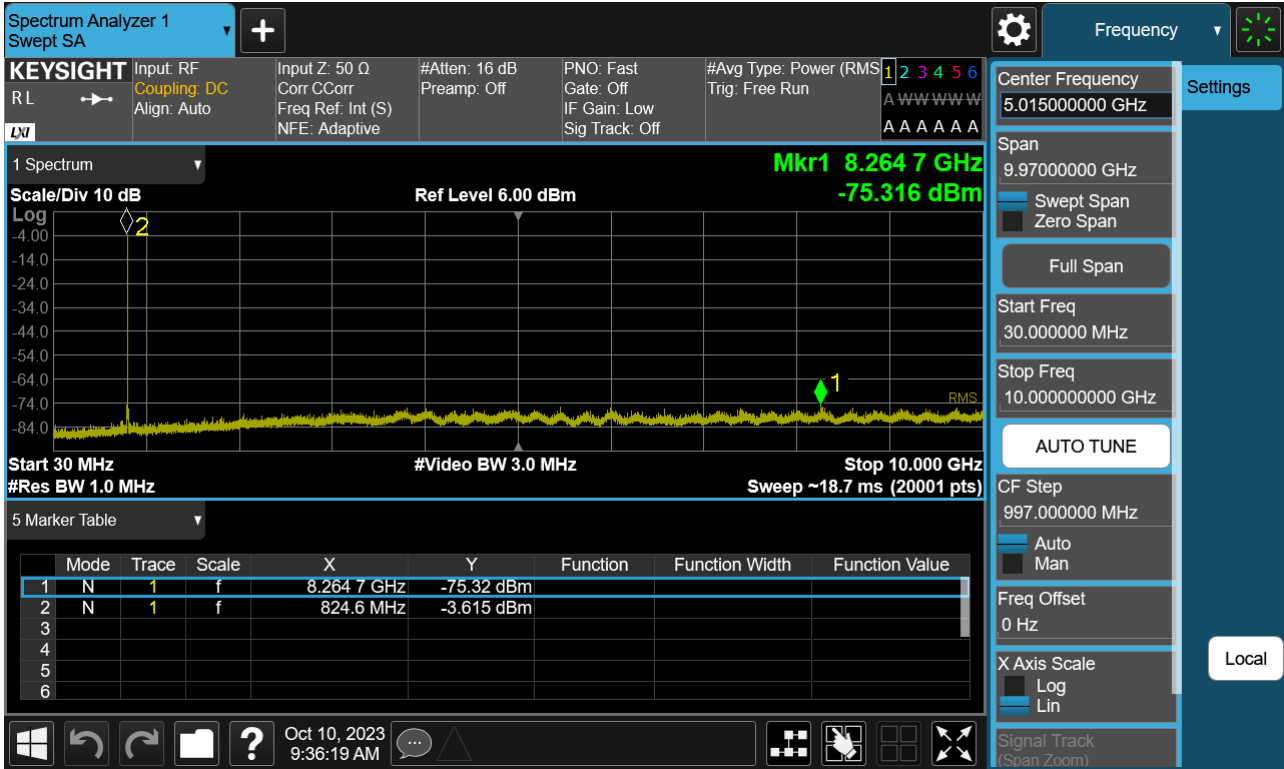 Spectrum Analyzer 1
Swept SA
Frequency
KEYSIGHT
R L
LXI
Input: RF
Coupling: DC
Align: Auto
Input Z: 50 Ω
Corr CCorr
Freq Ref: Int (S)
NFE: Adaptive
#Atten: 16 dB
Preamp: Off
PNO: Fast
Gate: Off
IF Gain: Low
Sig Track: Off
#Avg Type: Power (RMS
Trig: Free Run
1 2 3 4 5 6
A W W W W W
A A A A A A
1 Spectrum
Mkr1 8.264 7 GHz
-75.316 dBm
Scale/Div 10 dB
Ref Level 6.00 dBm
Log
2
-4.00
-14.0
-24.0
-34.0
-44.0
-54.0
-64.0
-74.0
-84.0
1
RMS
Start 30 MHz
#Video BW 3.0 MHz
Stop 10.000 GHz
#Res BW 1.0 MHz
Sweep ~18.7 ms (20001 pts)
5 Marker Table
Mode Trace Scale X Y Function Function Width Function Value
1 N 1 f 8.264 7 GHz -75.32 dBm
2 N 1 f 824.6 MHz -3.615 dBm
3
4
5
6
Oct 10, 2023
9:36:19 AM
?
Center Frequency
5.015000000 GHz
Span
9.97000000 GHz
Swept Span
Zero Span
Full Span
Start Freq
30.000000 MHz
Stop Freq
10.000000000 GHz
AUTO TUNE
CF Step
997.000000 MHz
Auto
Man
Freq Offset
0 Hz
X Axis Scale
Log
Lin
Signal Track
(Span Zoom)
Settings
Local